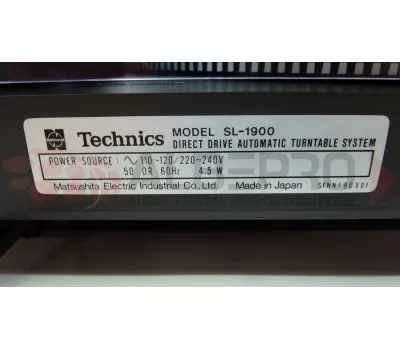 National
Technics MODEL SL-1900
DIRECT DRIVE AUTOMATIC TURNTABLE SYSTEM
POWER SOURCE : ∿ 110~120/220~240V
50 OR 60Hz 4.5 W
Matsushita Electric Industrial Co., Ltd. Made in Japan SFNN190X01